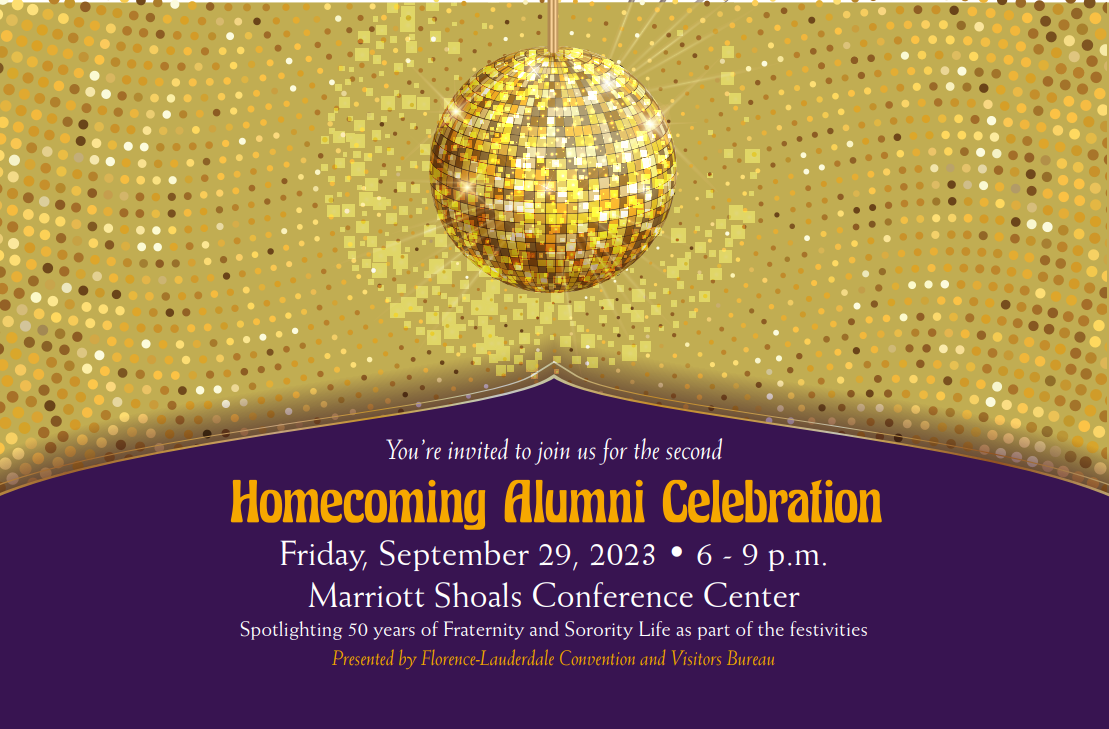 You're invited to join us for the second
Homecoming Alumni Celebration
Friday, September 29, 2023 • 6 - 9 p.m.
Marriott Shoals Conference Center
Spotlighting 50 years of Fraternity and Sorority Life as part of the festivities
Presented by Florence-Lauderdale Convention and Visitors Bureau